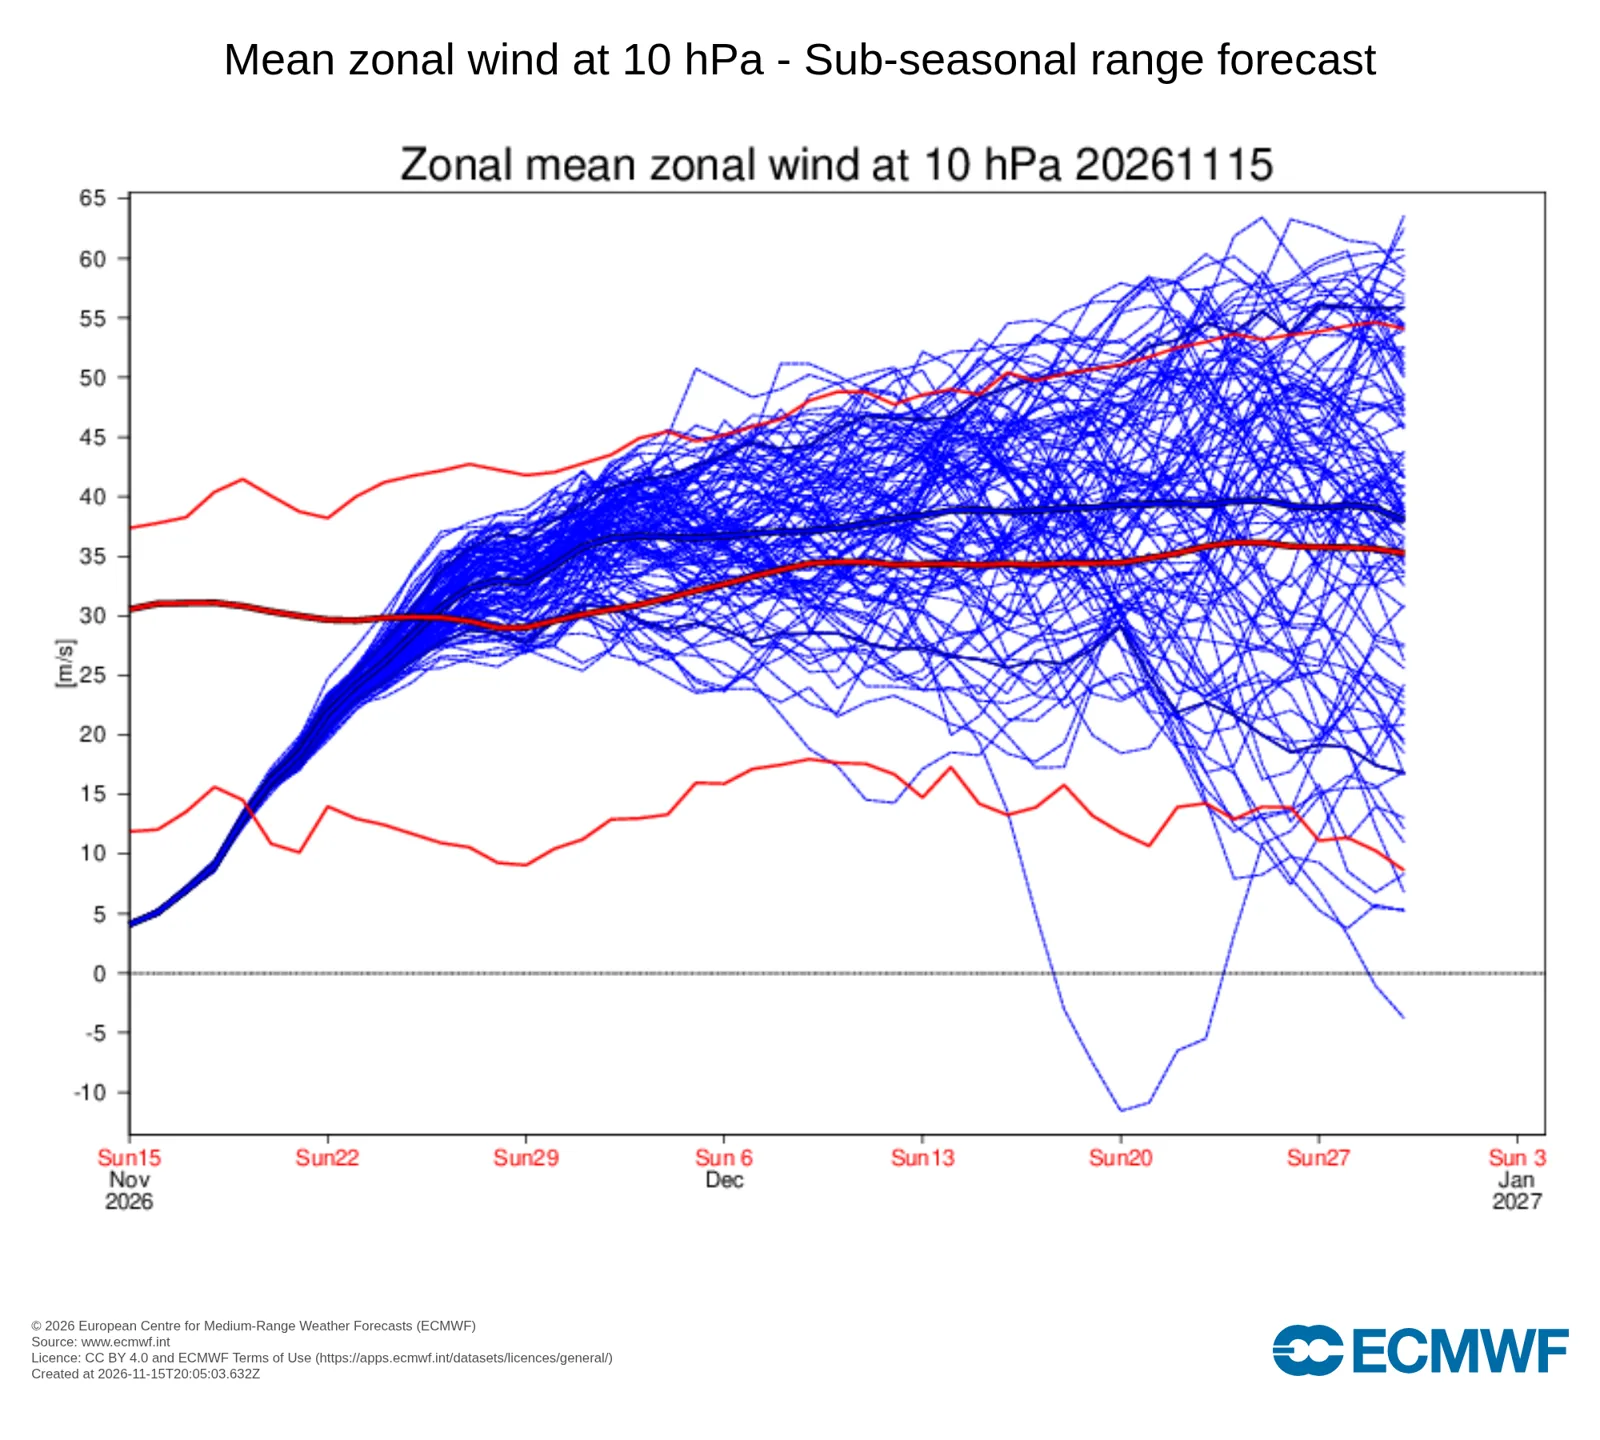 Mean zonal wind at 10 hPa - Sub-seasonal range forecast
Zonal mean zonal wind at 10 hPa 20261115
65
60
55
50
45
40
35
30
25
20
15
10
5
0
-5
-10
[m/s]
Sun15 Sun22 Sun29 Sun 6 Sun13 Sun20 Sun27 Sun 3
Nov Dec Jan
2026 2027
© 2026 European Centre for Medium-Range Weather Forecasts (ECMWF)
Source: www.ecmwf.int
Licence: CC BY 4.0 and ECMWF Terms of Use (https://apps.ecmwf.int/datasets/licences/general/)
Created at 2026-11-15T20:05:03.632Z
ECMWF